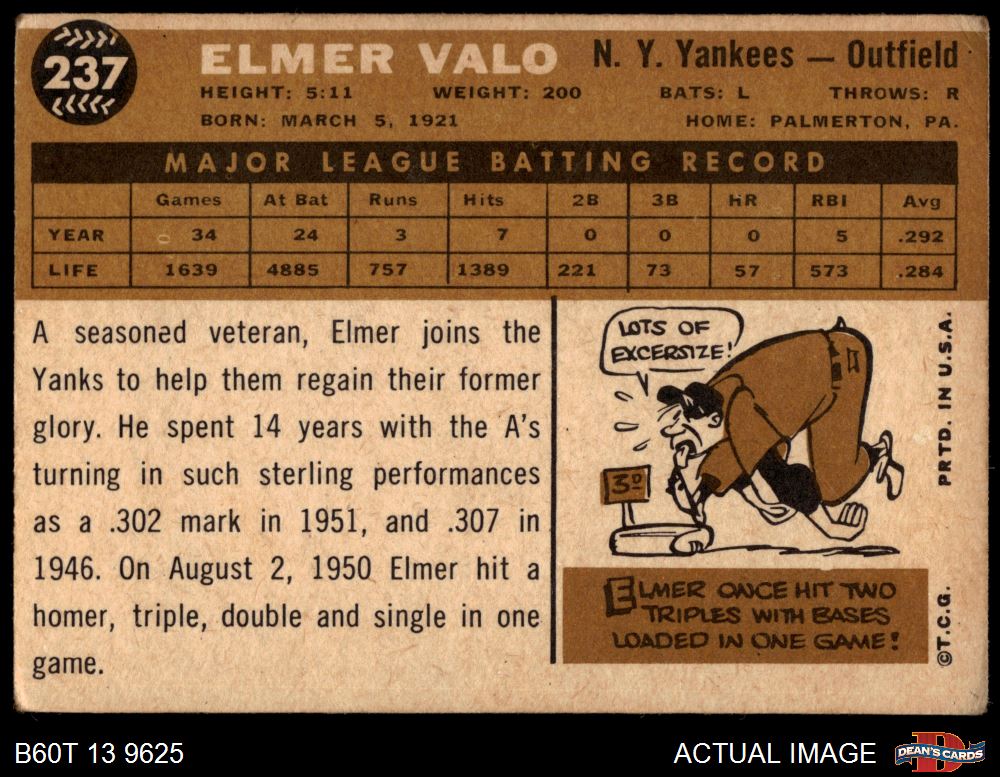 237
ELMER VALO N. Y. Yankees — Outfield
HEIGHT: 5:11 WEIGHT: 200 BATS: L THROWS: R
BORN: MARCH 5, 1921 HOME: PALMERTON, PA.
MAJOR LEAGUE BATTING RECORD
Games At Bat Runs Hits 2B 3B HR RBI Avg
YEAR 34 24 3 7 0 0 0 5 .292
LIFE 1639 4885 757 1389 221 73 57 573 .284
A seasoned veteran, Elmer joins the
Yanks to help them regain their former
glory. He spent 14 years with the A's
turning in such sterling performances
as a .302 mark in 1951, and .307 in
1946. On August 2, 1950 Elmer hit a
homer, triple, double and single in one
game.
LOTS OF
EXCERSIZE!
3D
ELMER ONCE HIT TWO
TRIPLES WITH BASES
LOADED IN ONE GAME!
©T.C.G. PRTD. IN U.S.A.
B60T 13 9625 ACTUAL IMAGE
D
DEAN'S CARDS